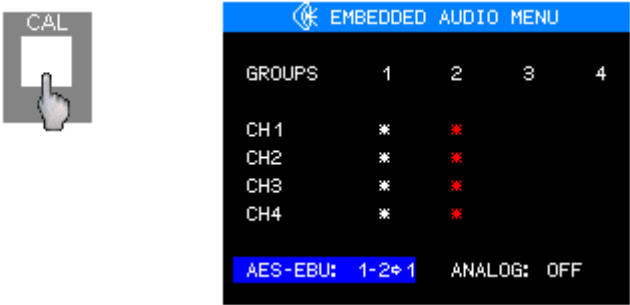 CAL
EMBEDDED AUDIO MENU
GROUPS 1 2 3 4
CH1 * *
CH2 * *
CH3 * *
CH4 * *
AES-EBU: 1-2⇨1 ANALOG: OFF